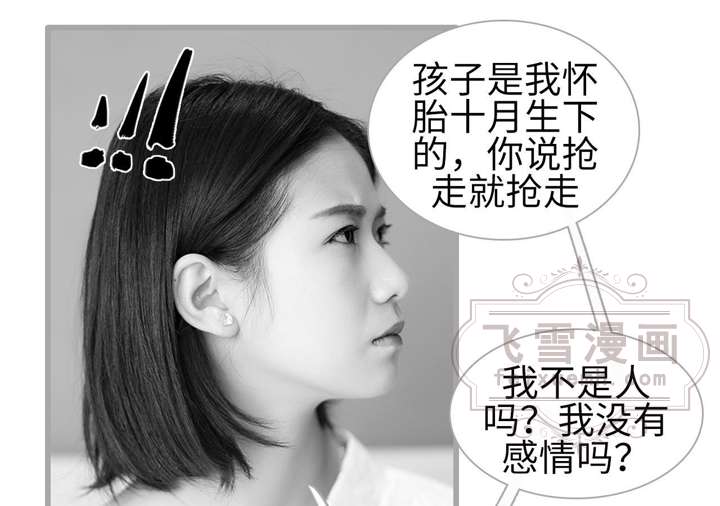 孩子是我怀
胎十月生下
的，你说抢
走就抢走
飞雪漫画
我不是人
吗？我没有
感情吗？